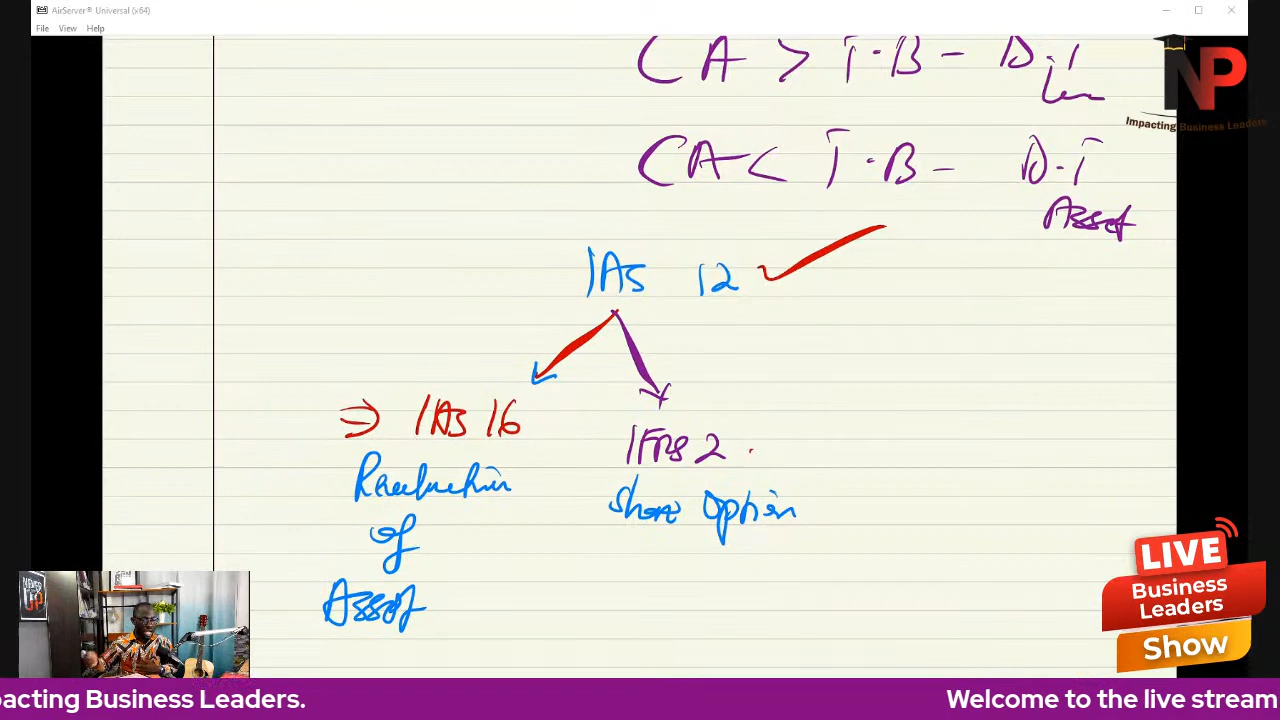 AirServer® Universal (x64)
File View Help
CA > T.B - D.T
NP
Impacting Business Leaders
CA < T.B - D.T
Asset
IAS 12
⇒ IAS 16
IFRS 2
Revaluation
Share Option
of
Asset
LIVE
Business
Leaders
Show
pacting Business Leaders.
Welcome to the live stream